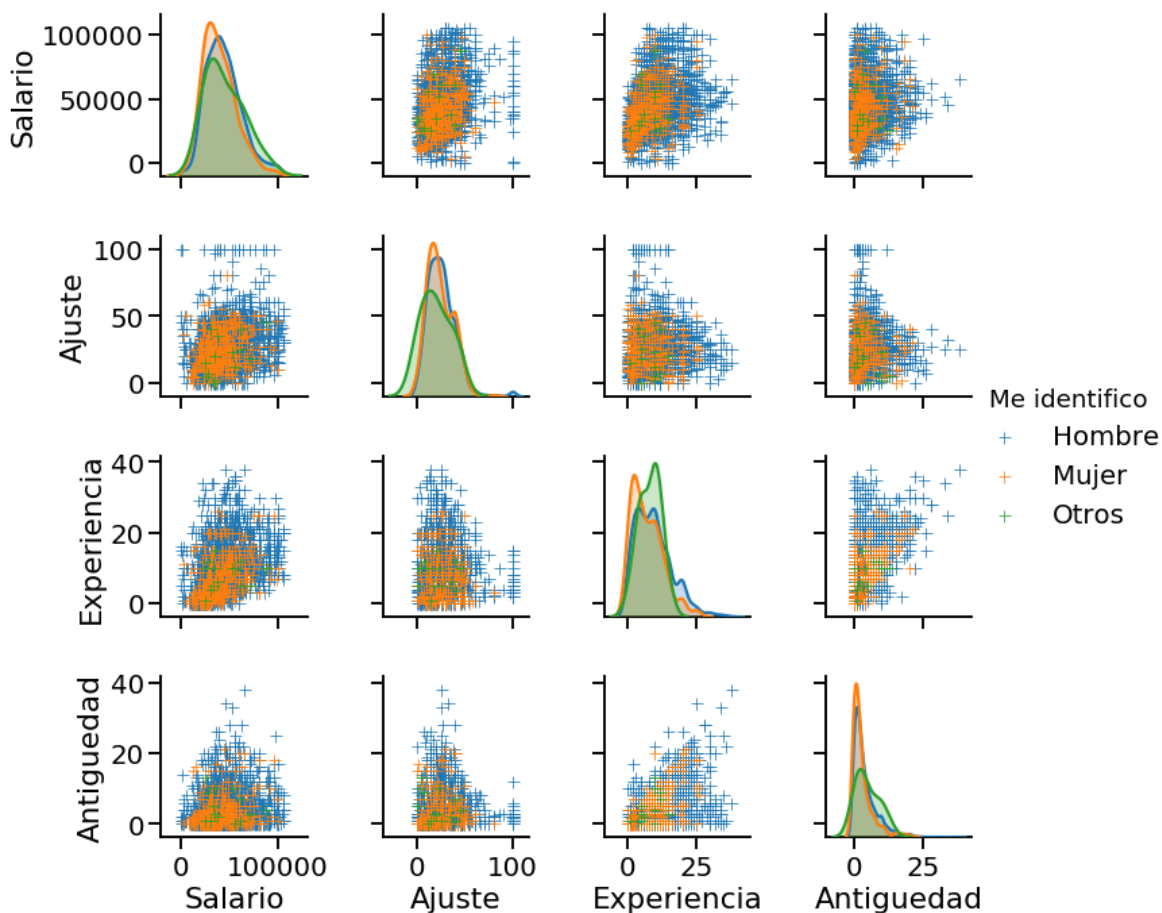 Salario
100000
50000
0
Ajuste
100
50
0
Me identifico
Hombre
Mujer
Otros
Experiencia
40
20
0
Antiguedad
40
20
0
0 100000 0 100 0 25 0 25
Salario Ajuste Experiencia Antiguedad